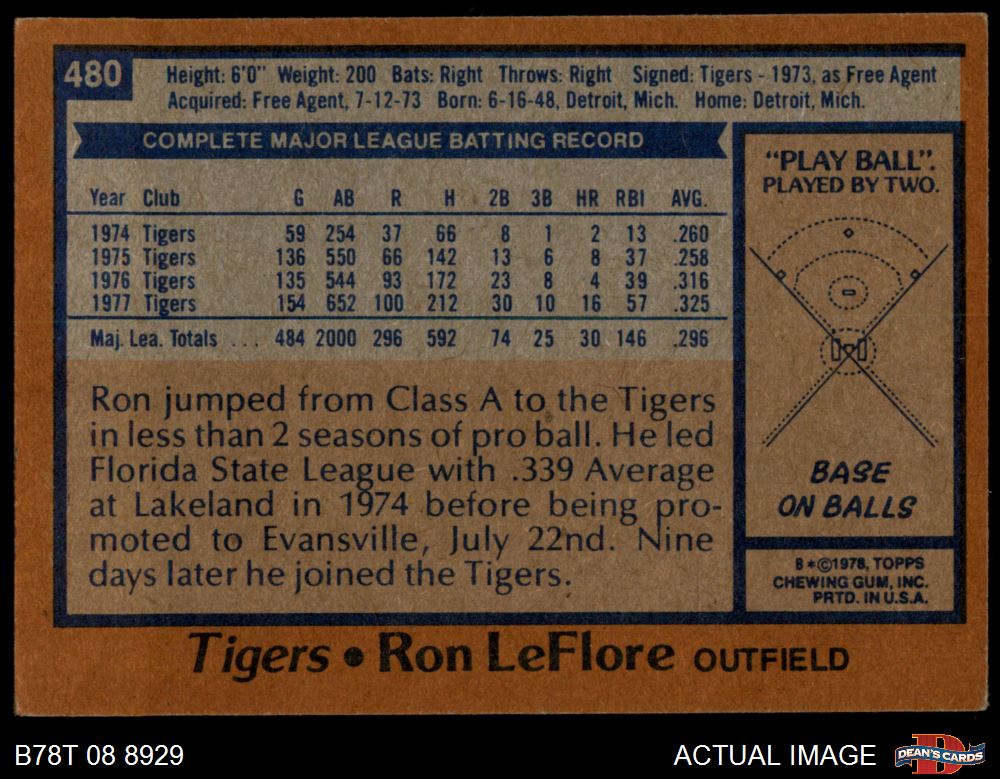 480
Height: 6'0" Weight: 200 Bats: Right Throws: Right Signed: Tigers - 1973, as Free Agent
Acquired: Free Agent, 7-12-73 Born: 6-16-48, Detroit, Mich. Home: Detroit, Mich.
COMPLETE MAJOR LEAGUE BATTING RECORD
Year Club G AB R H 2B 3B HR RBI AVG.
1974 Tigers 59 254 37 66 8 1 2 13 .260
1975 Tigers 136 550 66 142 13 6 8 37 .258
1976 Tigers 135 544 93 172 23 8 4 39 .316
1977 Tigers 154 652 100 212 30 10 16 57 .325
Maj. Lea. Totals ... 484 2000 296 592 74 25 30 146 .296
Ron jumped from Class A to the Tigers
in less than 2 seasons of pro ball. He led
Florida State League with .339 Average
at Lakeland in 1974 before being pro-
moted to Evansville, July 22nd. Nine
days later he joined the Tigers.
"PLAY BALL".
PLAYED BY TWO.
BASE
ON BALLS
B*©1978, TOPPS
CHEWING GUM, INC.
PRTD. IN U.S.A.
Tigers • Ron LeFlore OUTFIELD
B78T 08 8929
ACTUAL IMAGE
DEAN'S CARDS